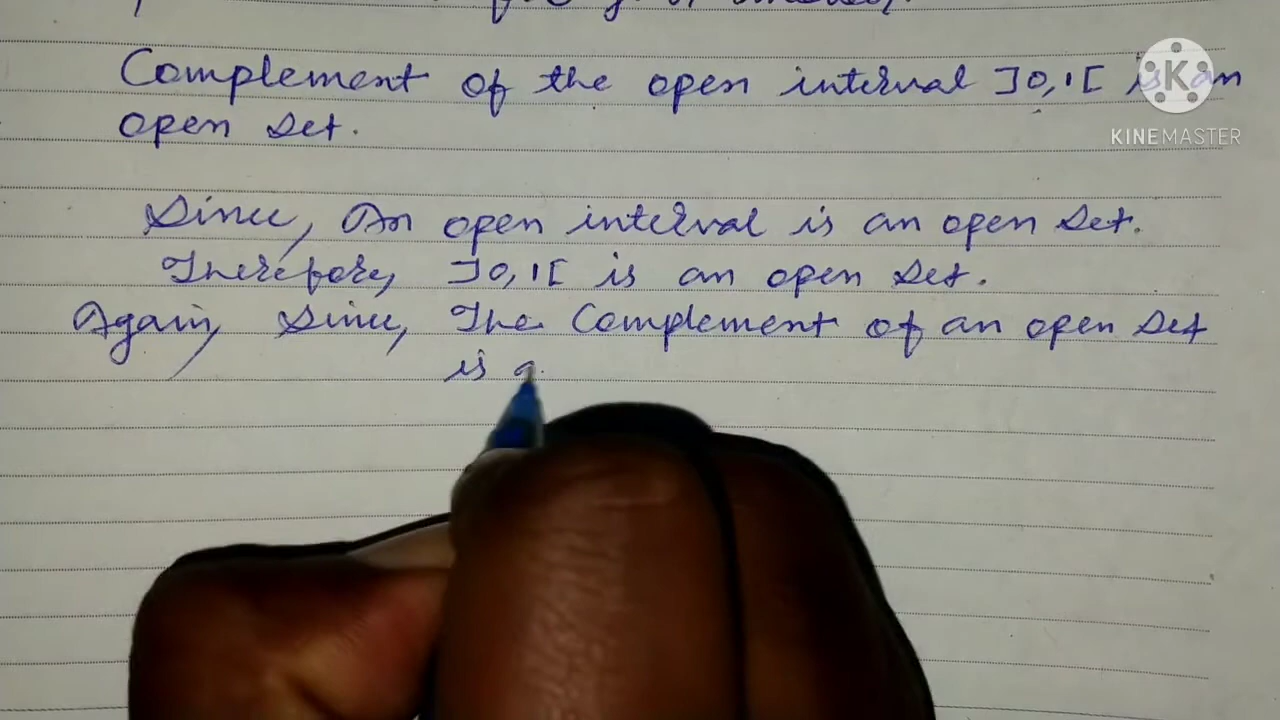 Complement of the open interval ]0,1[ is an
open set.
KINEMASTER
Since, An open interval is an open set.
Therefore, ]0,1[ is an open set.
Again, Since, The Complement of an open set
is a